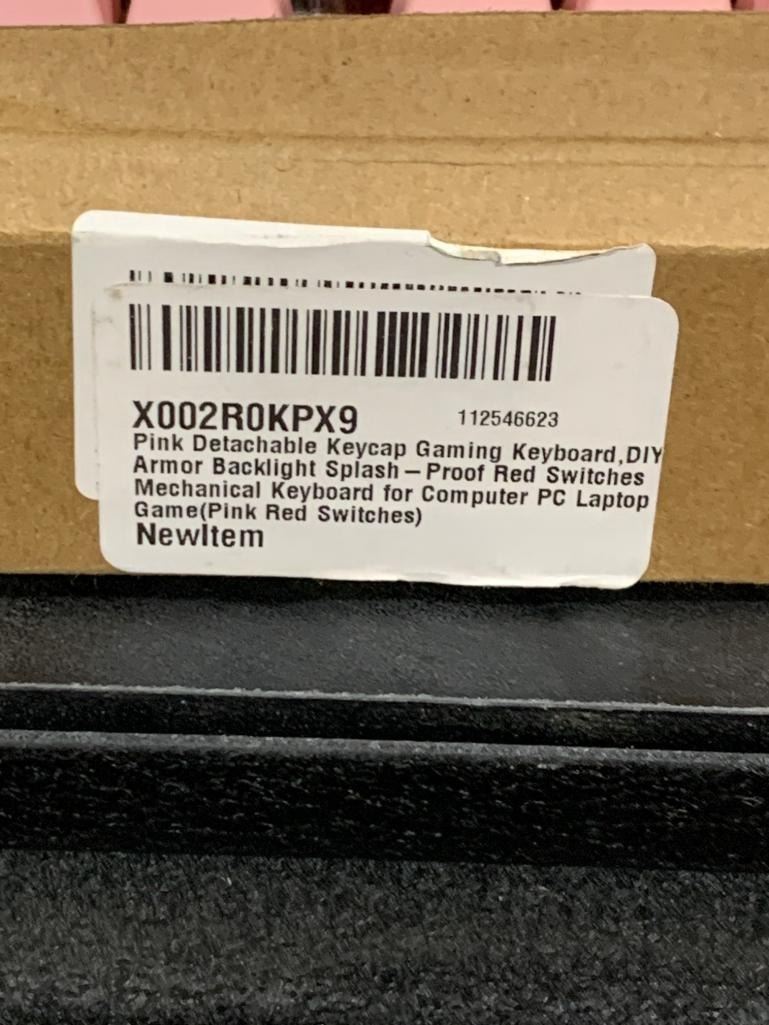 X002R0KPX9 112546623
Pink Detachable Keycap Gaming Keyboard,DIY
Armor Backlight Splash—Proof Red Switches
Mechanical Keyboard for Computer PC Laptop
Game(Pink Red Switches)
NewItem